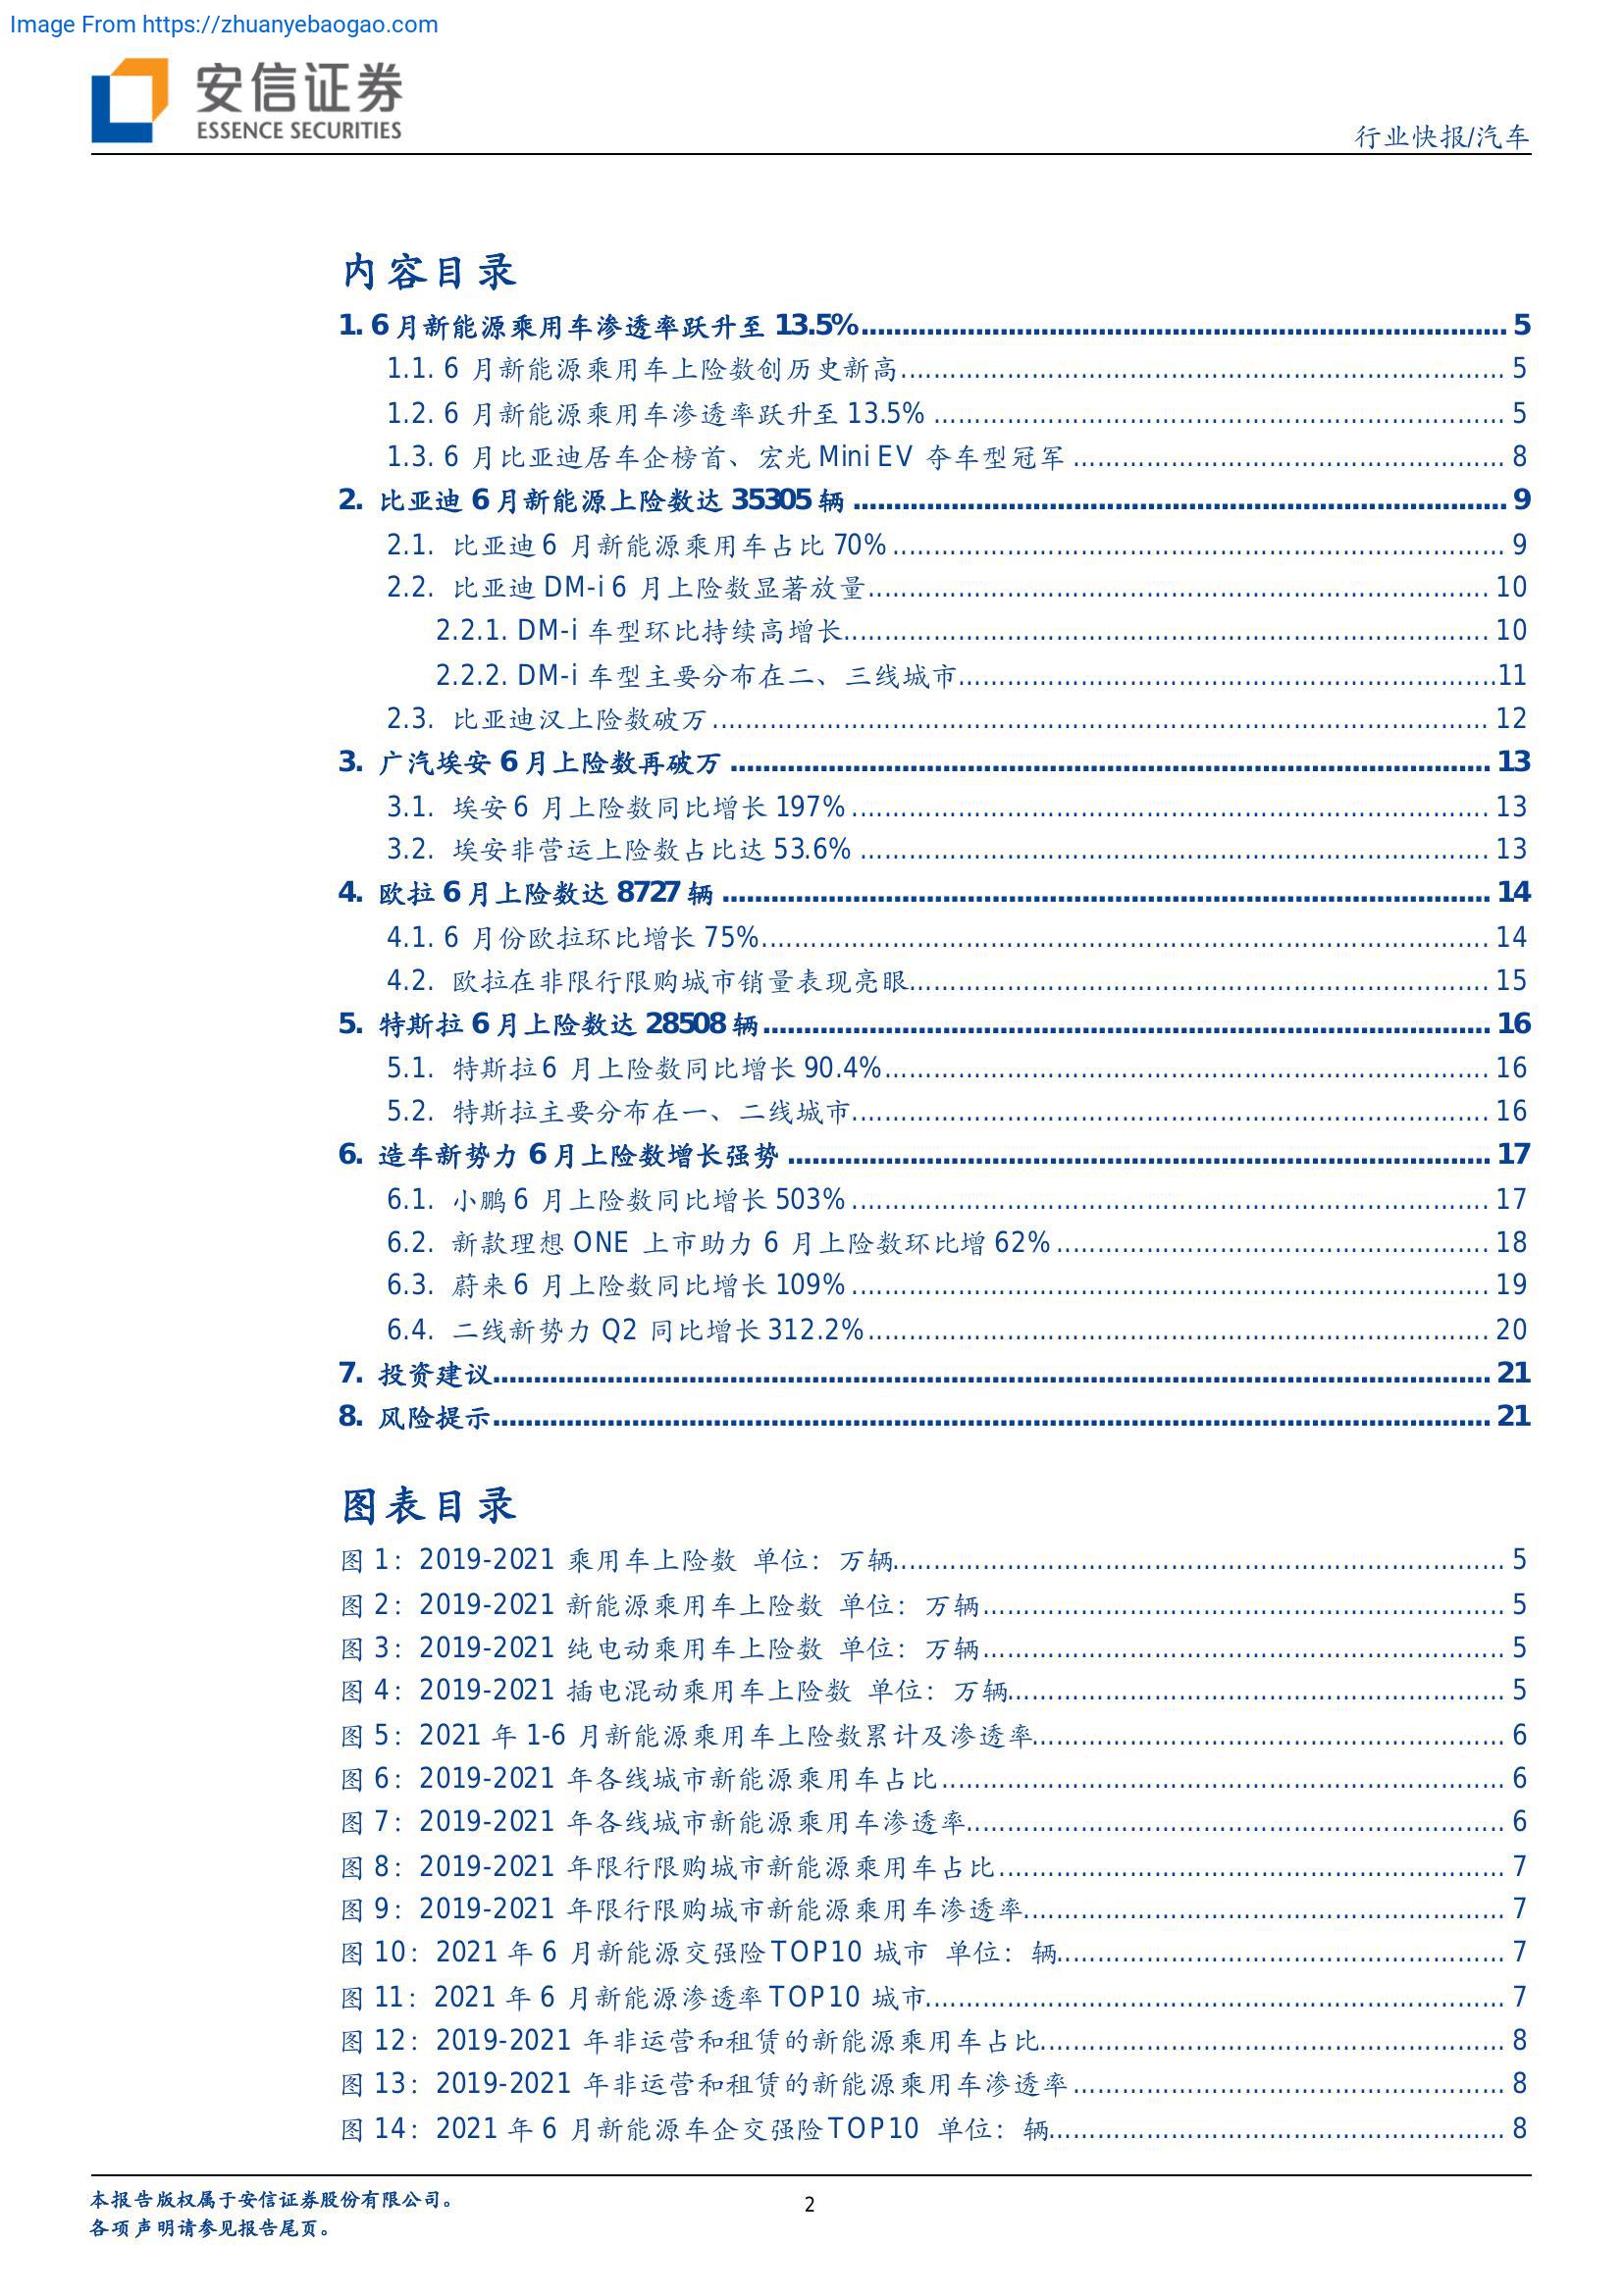 Image From https://zhuanyebaogao.com
安信证券
ESSENCE SECURITIES
行业快报/汽车
内容目录
1. 6 月新能源乘用车渗透率跃升至 13.5%........................................................................ 5
1.1. 6 月新能源乘用车上险数创历史新高........................................................................ 5
1.2. 6 月新能源乘用车渗透率跃升至 13.5% ........................................................................ 5
1.3. 6 月比亚迪居车企榜首、宏光 Mini EV 夺车型冠军 ........................................................................ 8
2. 比亚迪 6 月新能源上险数达 35305 辆 ........................................................................ 9
2.1. 比亚迪 6 月新能源乘用车占比 70% ........................................................................ 9
2.2. 比亚迪 DM-i 6 月上险数显著放量........................................................................ 10
2.2.1. DM-i 车型环比持续高增长........................................................................ 10
2.2.2. DM-i 车型主要分布在二、三线城市........................................................................11
2.3. 比亚迪汉上险数破万 ........................................................................ 12
3. 广汽埃安 6 月上险数再破万 ........................................................................ 13
3.1. 埃安 6 月上险数同比增长 197% ........................................................................ 13
3.2. 埃安非营运上险数占比达 53.6% ........................................................................ 13
4. 欧拉 6 月上险数达 8727 辆 ........................................................................ 14
4.1. 6 月份欧拉环比增长 75%........................................................................ 14
4.2. 欧拉在非限行限购城市销量表现亮眼........................................................................ 15
5. 特斯拉 6 月上险数达 28508 辆........................................................................ 16
5.1. 特斯拉 6 月上险数同比增长 90.4%........................................................................ 16
5.2. 特斯拉主要分布在一、二线城市........................................................................ 16
6. 造车新势力 6 月上险数增长强势 ........................................................................ 17
6.1. 小鹏 6 月上险数同比增长 503% ........................................................................ 17
6.2. 新款理想 ONE 上市助力 6 月上险数环比增 62% ........................................................................ 18
6.3. 蔚来 6 月上险数同比增长 109% ........................................................................ 19
6.4. 二线新势力 Q2 同比增长 312.2%........................................................................ 20
7. 投资建议........................................................................ 21
8. 风险提示........................................................................ 21
图表目录
图 1：2019-2021 乘用车上险数 单位：万辆........................................................................ 5
图 2：2019-2021 新能源乘用车上险数 单位：万辆........................................................................ 5
图 3：2019-2021 纯电动乘用车上险数 单位：万辆........................................................................ 5
图 4：2019-2021 插电混动乘用车上险数 单位：万辆........................................................................ 5
图 5：2021 年 1-6 月新能源乘用车上险数累计及渗透率........................................................................ 6
图 6：2019-2021 年各线城市新能源乘用车占比........................................................................ 6
图 7：2019-2021 年各线城市新能源乘用车渗透率........................................................................ 6
图 8：2019-2021 年限行限购城市新能源乘用车占比........................................................................ 7
图 9：2019-2021 年限行限购城市新能源乘用车渗透率........................................................................ 7
图 10：2021 年 6 月新能源交强险 TOP10 城市 单位：辆........................................................................ 7
图 11：2021 年 6 月新能源渗透率 TOP10 城市........................................................................ 7
图 12：2019-2021 年非运营和租赁的新能源乘用车占比........................................................................ 8
图 13：2019-2021 年非运营和租赁的新能源乘用车渗透率 ........................................................................ 8
图 14：2021 年 6 月新能源车企交强险 TOP10 单位：辆........................................................................ 8
本报告版权属于安信证券股份有限公司。
各项声明请参见报告尾页。
2